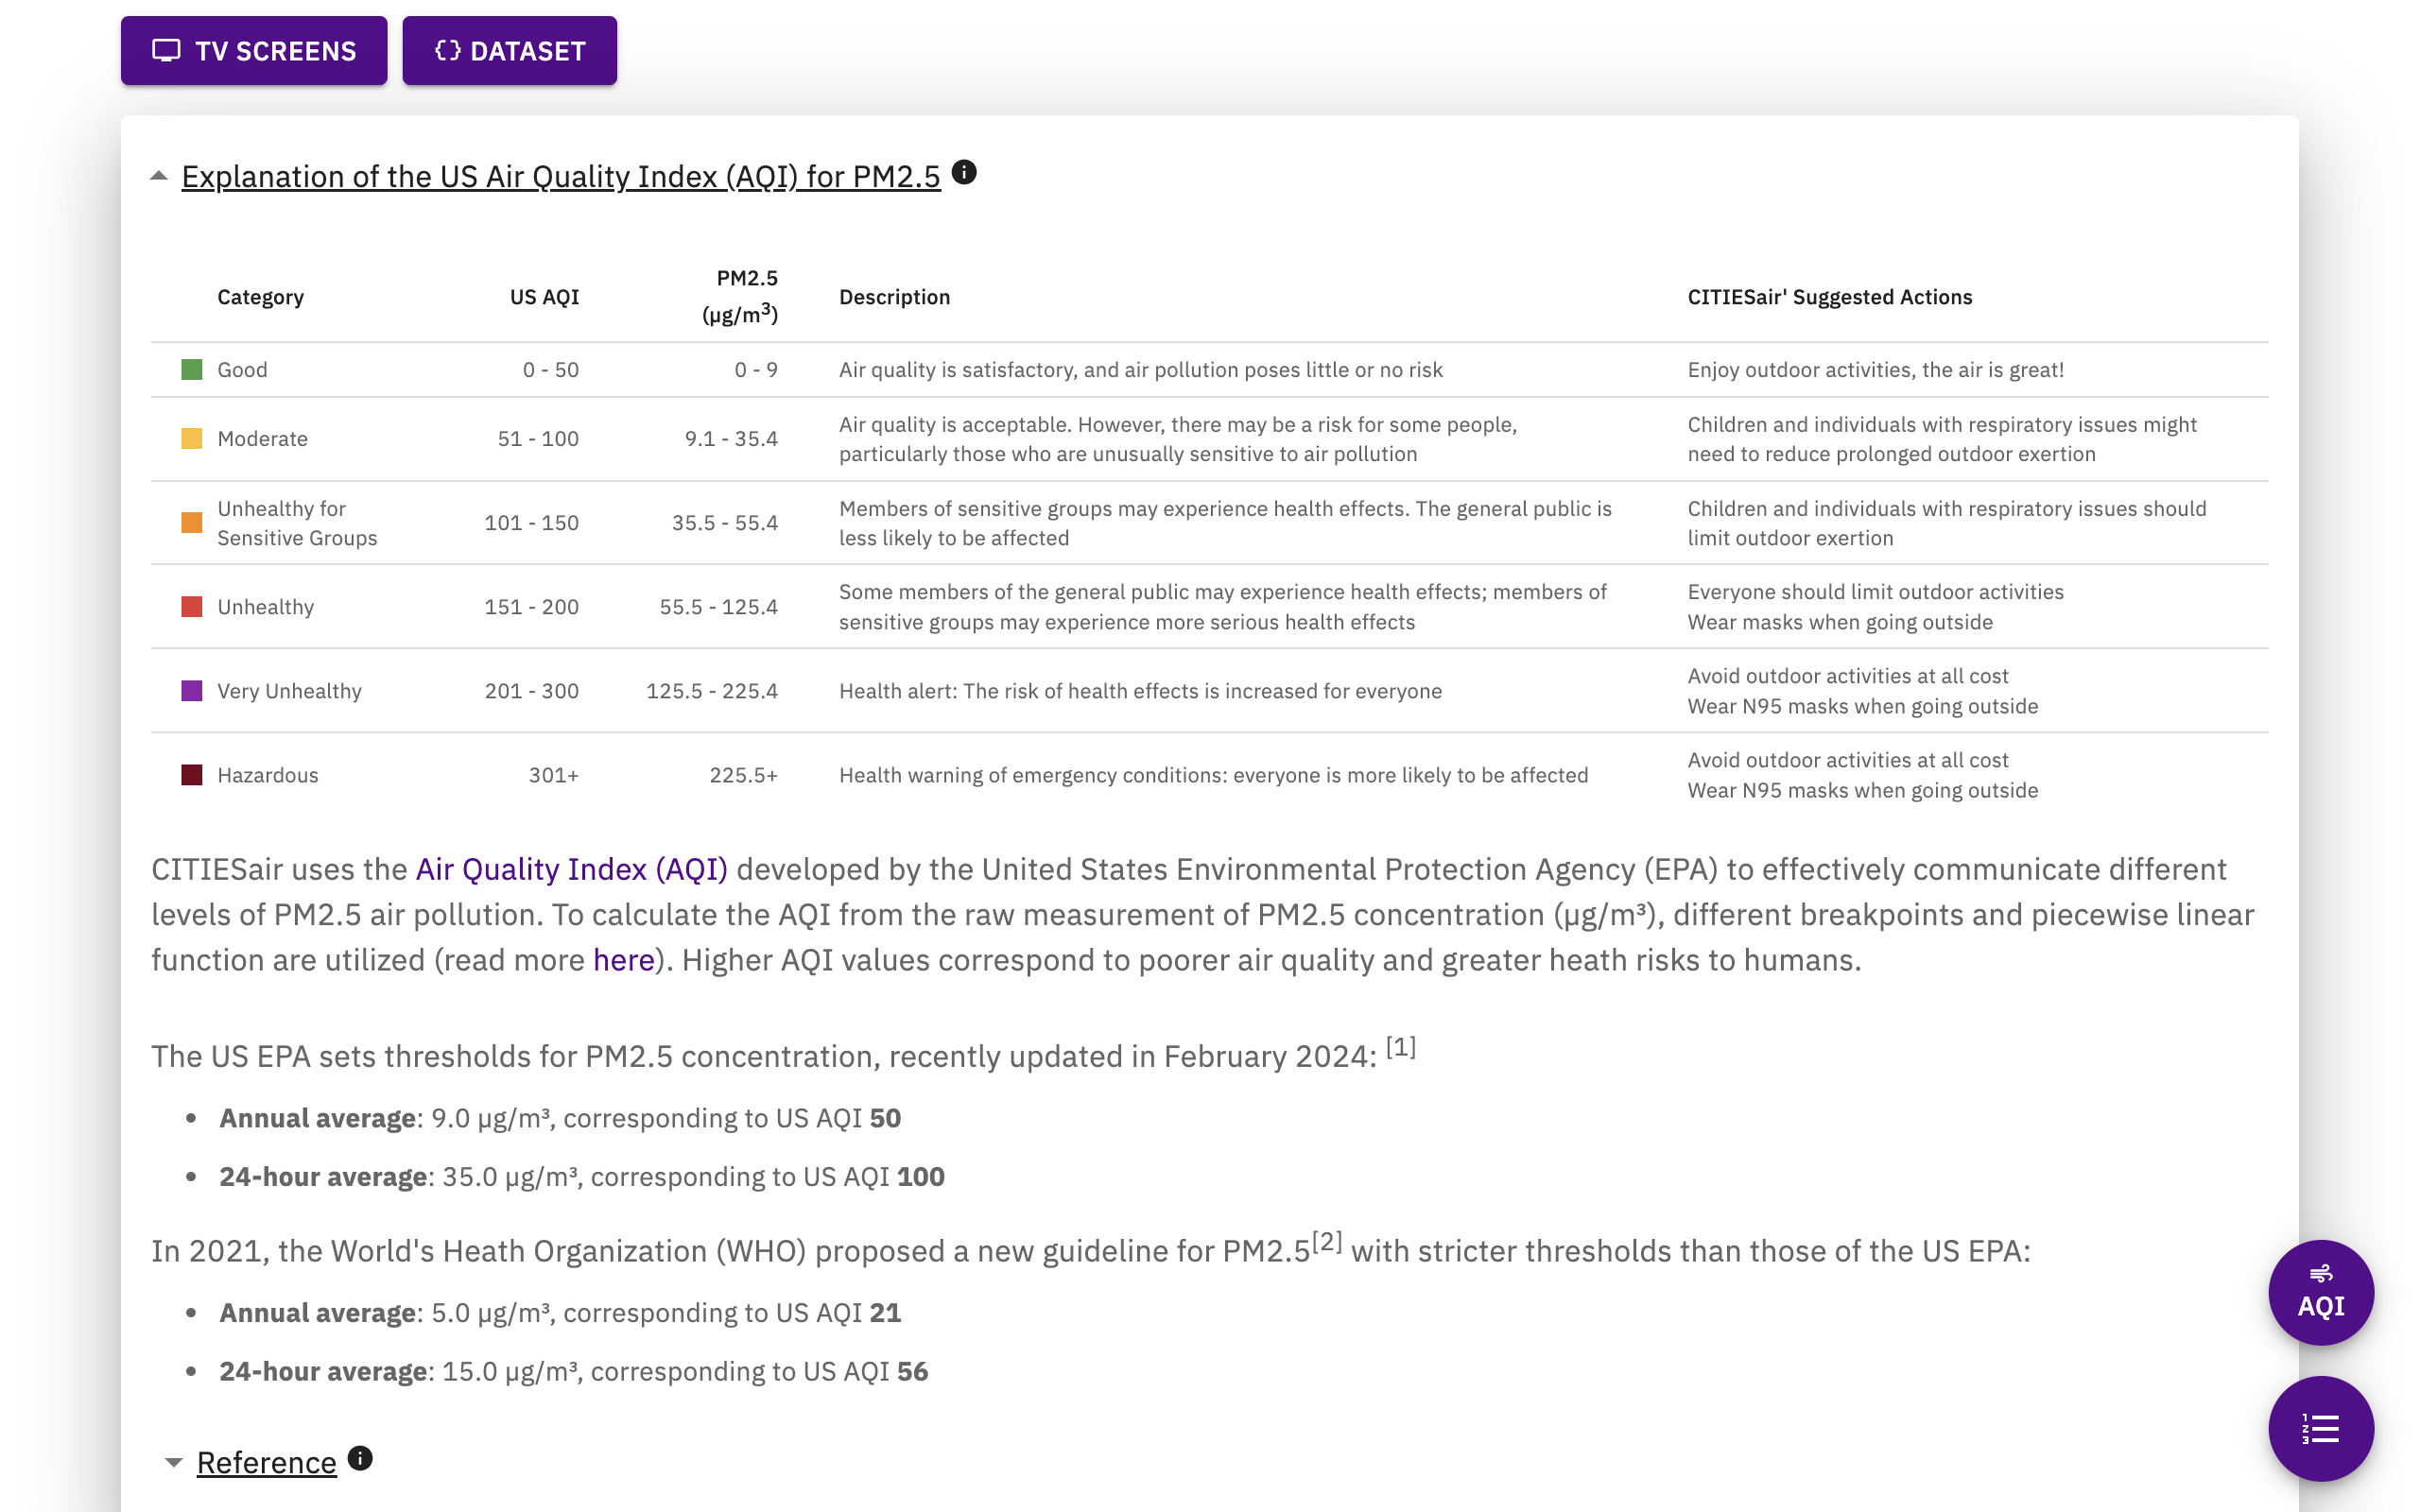 TV SCREENS
DATASET
Explanation of the US Air Quality Index (AQI) for PM2.5
Category US AQI PM2.5 (µg/m³) Description CITIESair' Suggested Actions
Good 0 - 50 0 - 9 Air quality is satisfactory, and air pollution poses little or no risk Enjoy outdoor activities, the air is great!
Moderate 51 - 100 9.1 - 35.4 Air quality is acceptable. However, there may be a risk for some people,
particularly those who are unusually sensitive to air pollution
Children and individuals with respiratory issues might
need to reduce prolonged outdoor exertion
Unhealthy for
Sensitive Groups
101 - 150 35.5 - 55.4 Members of sensitive groups may experience health effects. The general public is
less likely to be affected
Children and individuals with respiratory issues should
limit outdoor exertion
Unhealthy 151 - 200 55.5 - 125.4 Some members of the general public may experience health effects; members of
sensitive groups may experience more serious health effects
Everyone should limit outdoor activities
Wear masks when going outside
Very Unhealthy 201 - 300 125.5 - 225.4 Health alert: The risk of health effects is increased for everyone
Avoid outdoor activities at all cost
Wear N95 masks when going outside
Hazardous 301+ 225.5+ Health warning of emergency conditions: everyone is more likely to be affected
Avoid outdoor activities at all cost
Wear N95 masks when going outside
CITIESair uses the Air Quality Index (AQI) developed by the United States Environmental Protection Agency (EPA) to effectively communicate different
levels of PM2.5 air pollution. To calculate the AQI from the raw measurement of PM2.5 concentration (µg/m³), different breakpoints and piecewise linear
function are utilized (read more here). Higher AQI values correspond to poorer air quality and greater heath risks to humans.
The US EPA sets thresholds for PM2.5 concentration, recently updated in February 2024: [1]
• Annual average: 9.0 µg/m³, corresponding to US AQI 50
• 24-hour average: 35.0 µg/m³, corresponding to US AQI 100
In 2021, the World's Heath Organization (WHO) proposed a new guideline for PM2.5[2] with stricter thresholds than those of the US EPA:
• Annual average: 5.0 µg/m³, corresponding to US AQI 21
• 24-hour average: 15.0 µg/m³, corresponding to US AQI 56
AQI
Reference